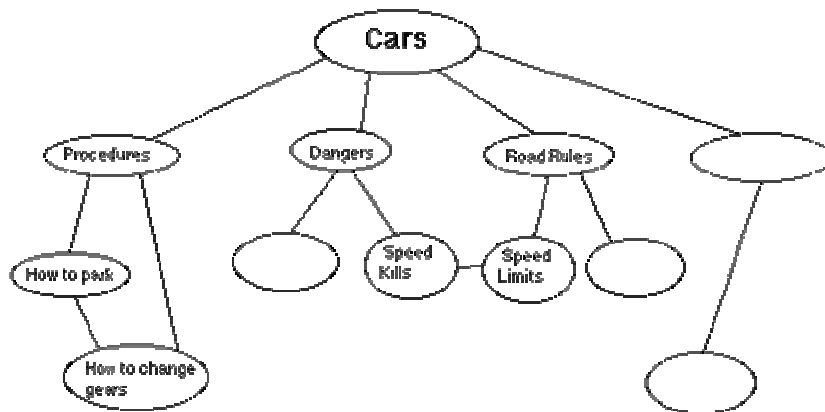 Cars
Procedures
Dangers
Road Rules
How to park
Speed
Kills
Speed
Limits
How to change
gears